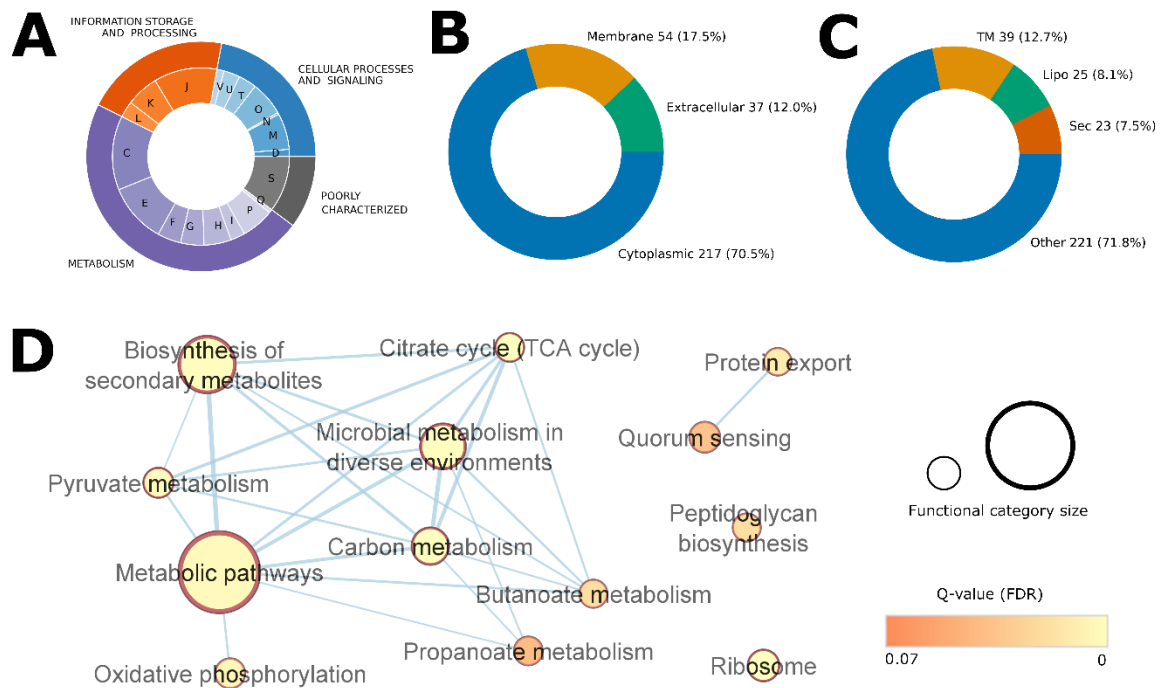 A
INFORMATION STORAGE
AND PROCESSING
CELLULAR PROCESSES
AND SIGNALING
POORLY
CHARACTERIZED
METABOLISM
J
K
L
C
E
F
G
H
I
P
Q
S
D
M
N
O
T
U
V
B
Membrane 54 (17.5%)
Extracellular 37 (12.0%)
Cytoplasmic 217 (70.5%)
C
TM 39 (12.7%)
Lipo 25 (8.1%)
Sec 23 (7.5%)
Other 221 (71.8%)
D
Biosynthesis of
secondary metabolites
Citrate cycle (TCA cycle)
Protein export
Microbial metabolism in
diverse environments
Quorum sensing
Pyruvate metabolism
Peptidoglycan
biosynthesis
Carbon metabolism
Metabolic pathways
Butanoate metabolism
Propanoate metabolism
Oxidative phosphorylation
Ribosome
Functional category size
Q-value (FDR)
0.07
0